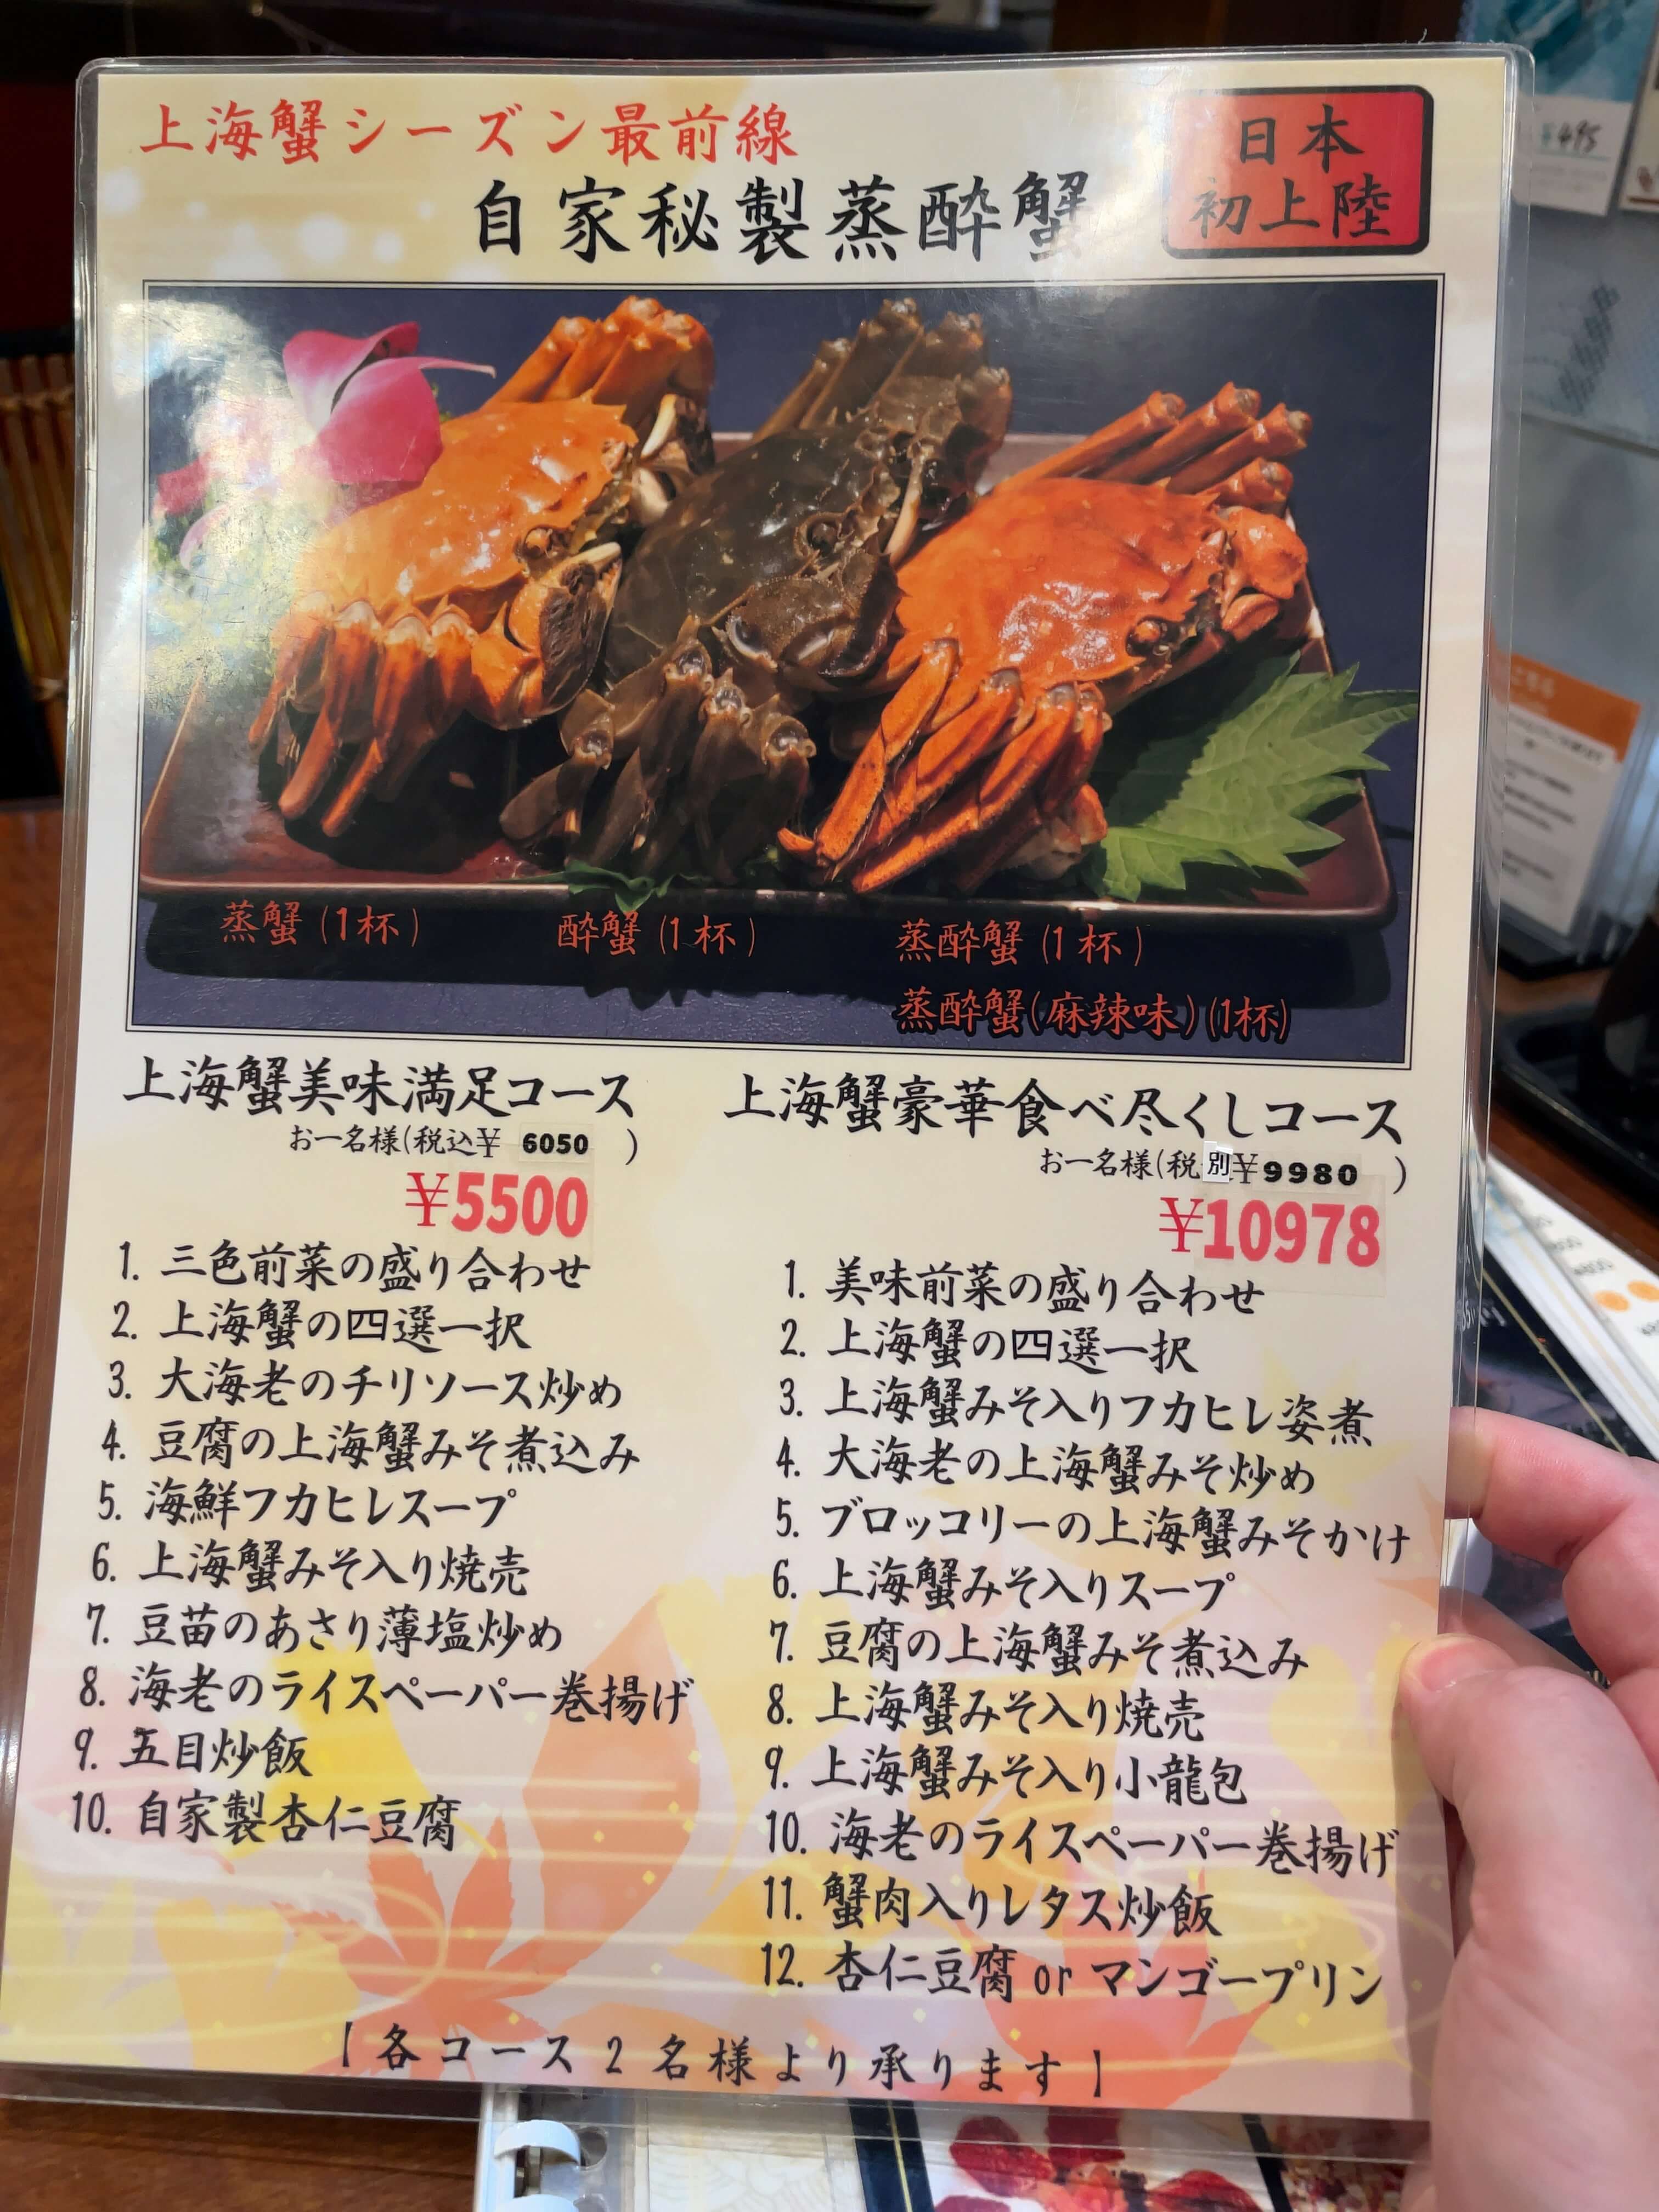 上海蟹シーズン最前線
自家秘製蒸酔蟹
日本
初上陸
蒸蟹(1杯)
酔蟹(1杯)
蒸酔蟹(1杯)
蒸酔蟹(麻辣味)(1杯)
上海蟹美味満足コース
お一名様(税込¥ 6050 )
¥5500
1. 三色前菜の盛り合わせ
2. 上海蟹の四選一択
3. 大海老のチリソース炒め
4. 豆腐の上海蟹みそ煮込み
5. 海鮮フカヒレスープ
6. 上海蟹みそ入り焼売
7. 豆苗のあさり薄塩炒め
8. 海老のライスペーパー巻揚げ
9. 五目炒飯
10. 自家製杏仁豆腐
上海蟹豪華食べ尽くしコース
お一名様(税別¥9980 )
¥10978
1. 美味前菜の盛り合わせ
2. 上海蟹の四選一択
3. 上海蟹みそ入りフカヒレ姿煮
4. 大海老の上海蟹みそ炒め
5. ブロッコリーの上海蟹みそかけ
6. 上海蟹みそ入りスープ
7. 豆腐の上海蟹みそ煮込み
8. 上海蟹みそ入り焼売
9. 上海蟹みそ入り小龍包
10. 海老のライスペーパー巻揚げ
11. 蟹肉入りレタス炒飯
12. 杏仁豆腐 or マンゴープリン
【各コース2名様より承ります】
¥495